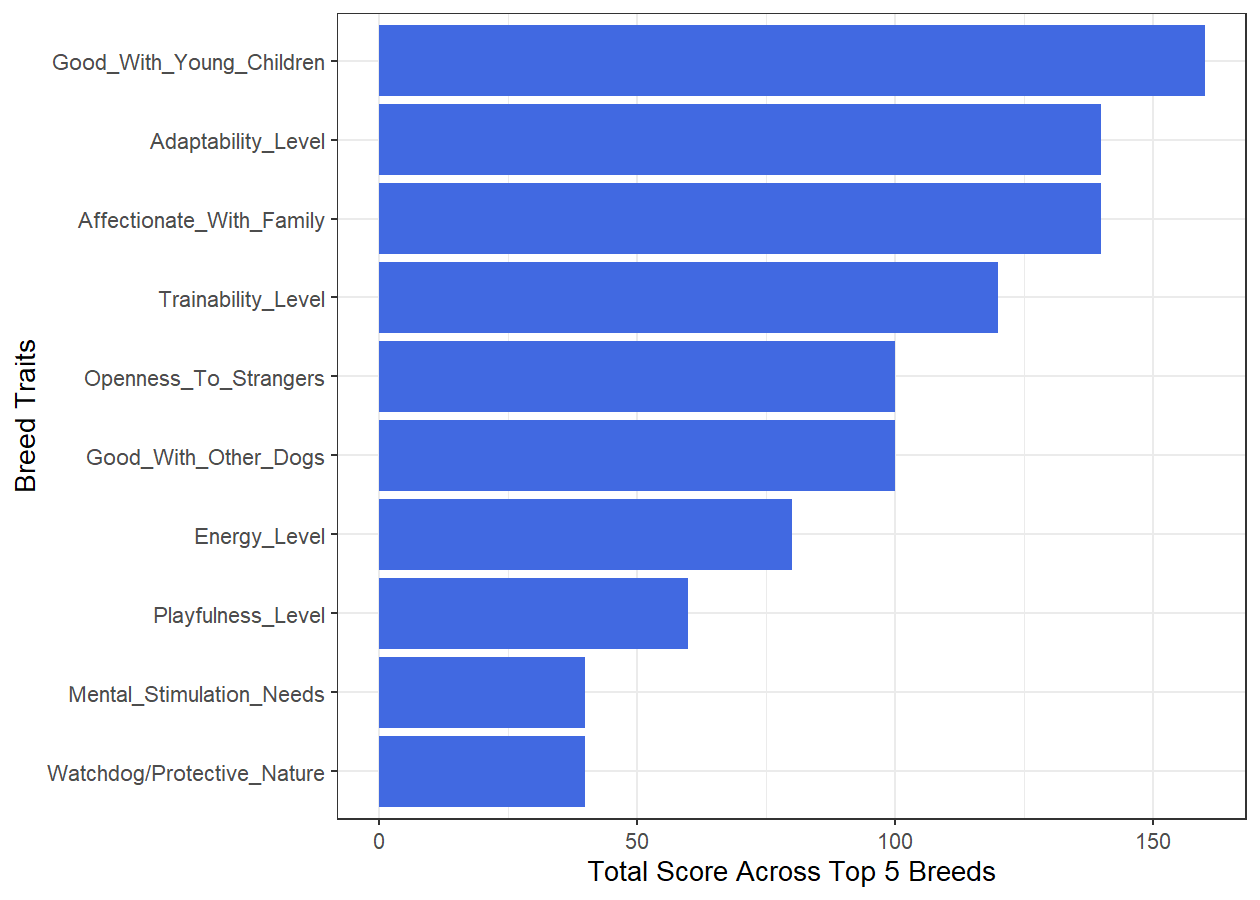 Good_With_Young_Children
Adaptability_Level
Affectionate_With_Family
Trainability_Level
Openness_To_Strangers
Good_With_Other_Dogs
Energy_Level
Playfulness_Level
Mental_Stimulation_Needs
Watchdog/Protective_Nature
Breed Traits
0 50 100 150
Total Score Across Top 5 Breeds